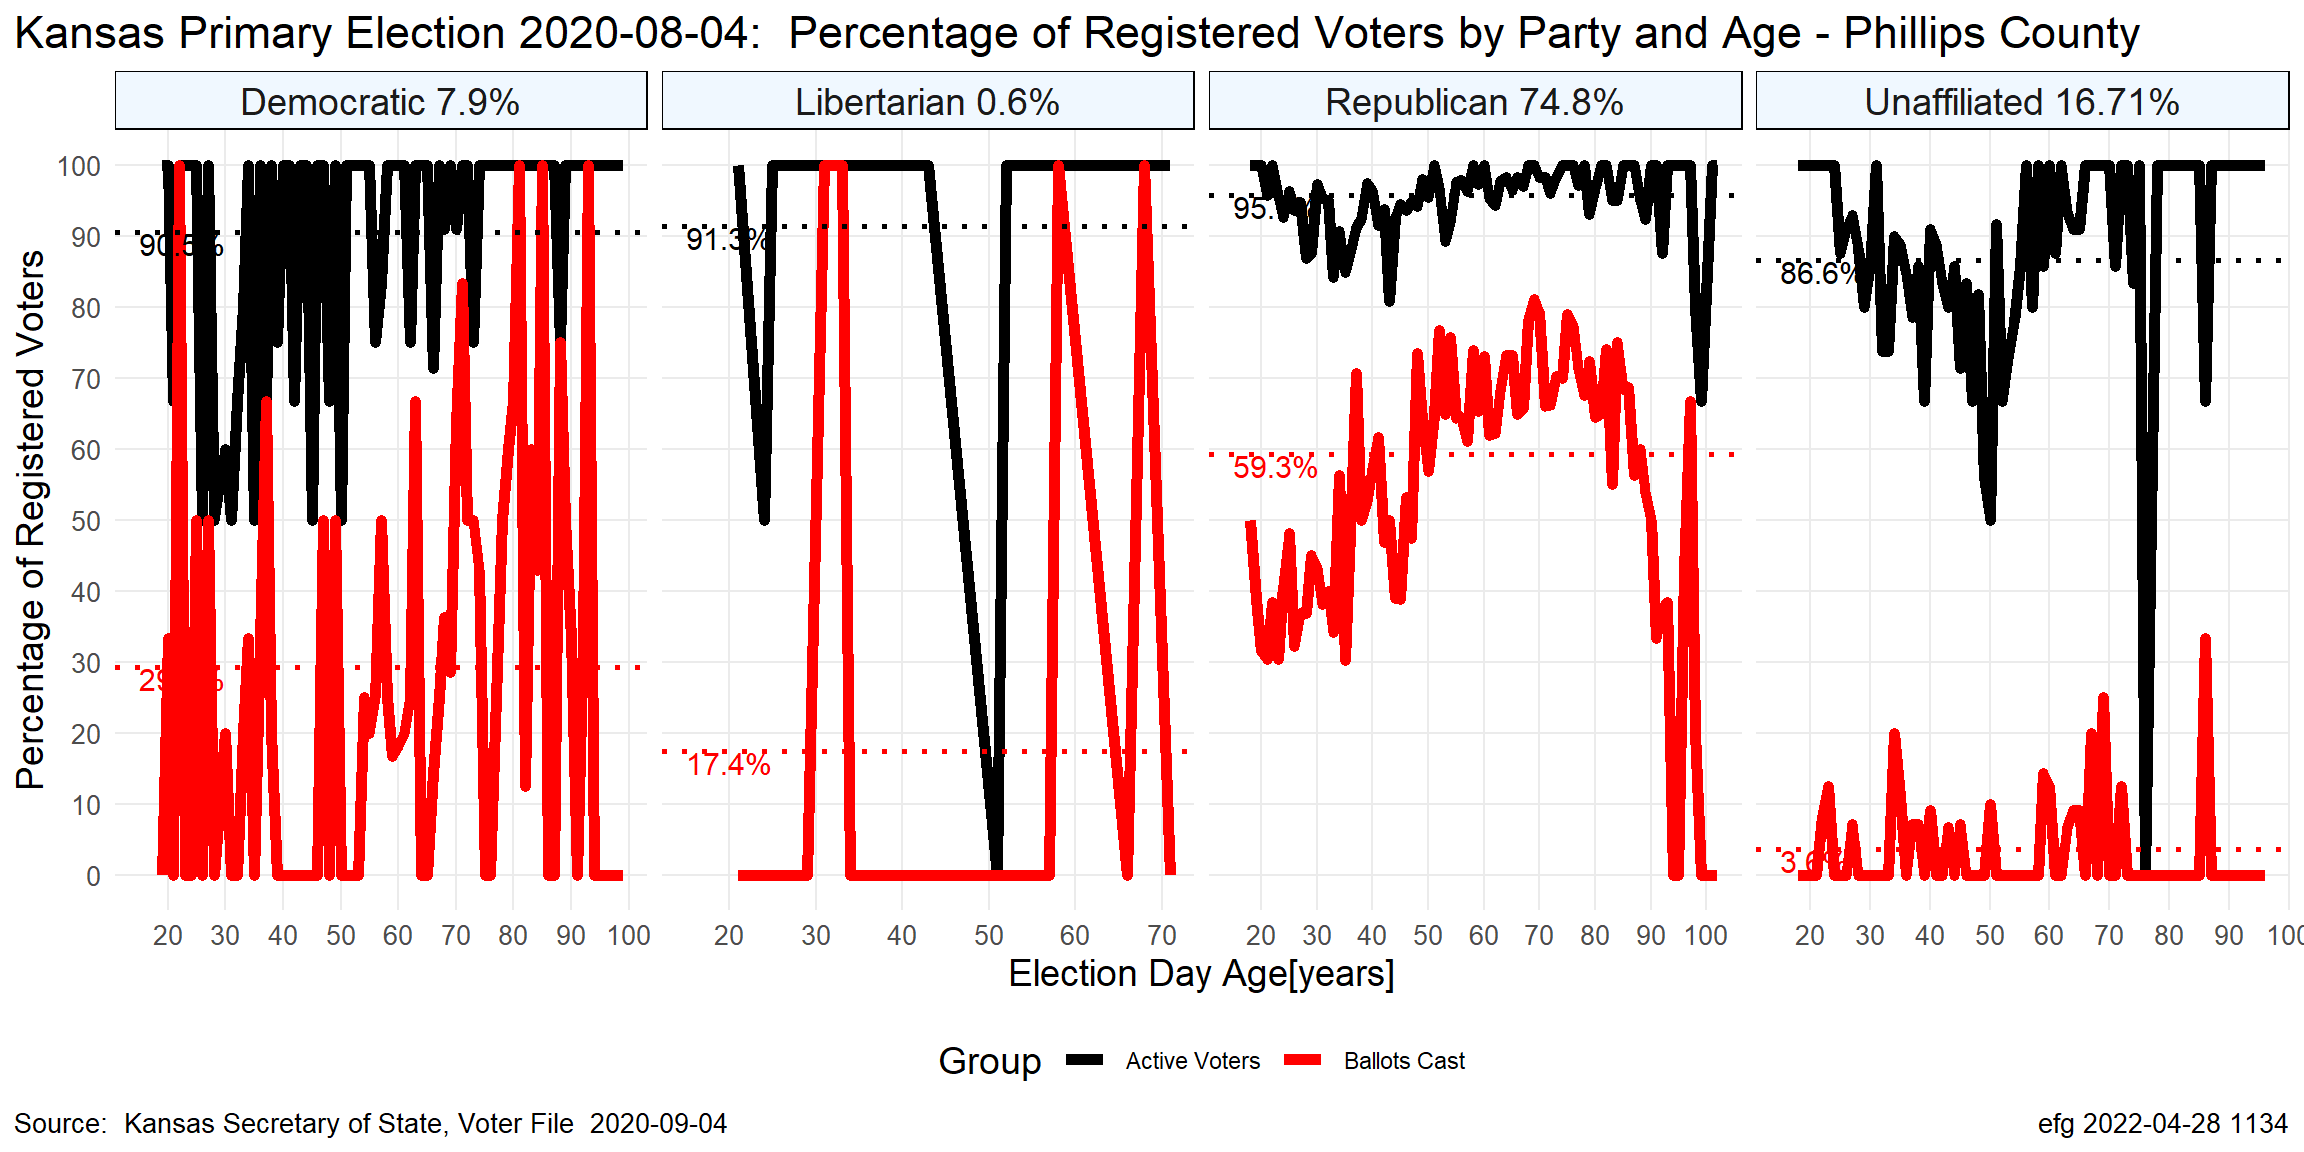 Kansas Primary Election 2020-08-04:  Percentage of Registered Voters by Party and Age - Phillips County
Democratic 7.9%
Libertarian 0.6%
Republican 74.8%
Unaffiliated 16.71%
Percentage of Registered Voters
100
90
80
70
60
50
40
30
20
10
0
90.5%
91.3%
17.4%
59.3%
86.6%
3.6%
20 30 40 50 60 70 80 90 100
20 30 40 50 60 70
20 30 40 50 60 70 80 90 100
20 30 40 50 60 70 80 90 100
Election Day Age[years]
Group Active Voters Ballots Cast
Source:  Kansas Secretary of State, Voter File  2020-09-04
efg 2022-04-28 1134